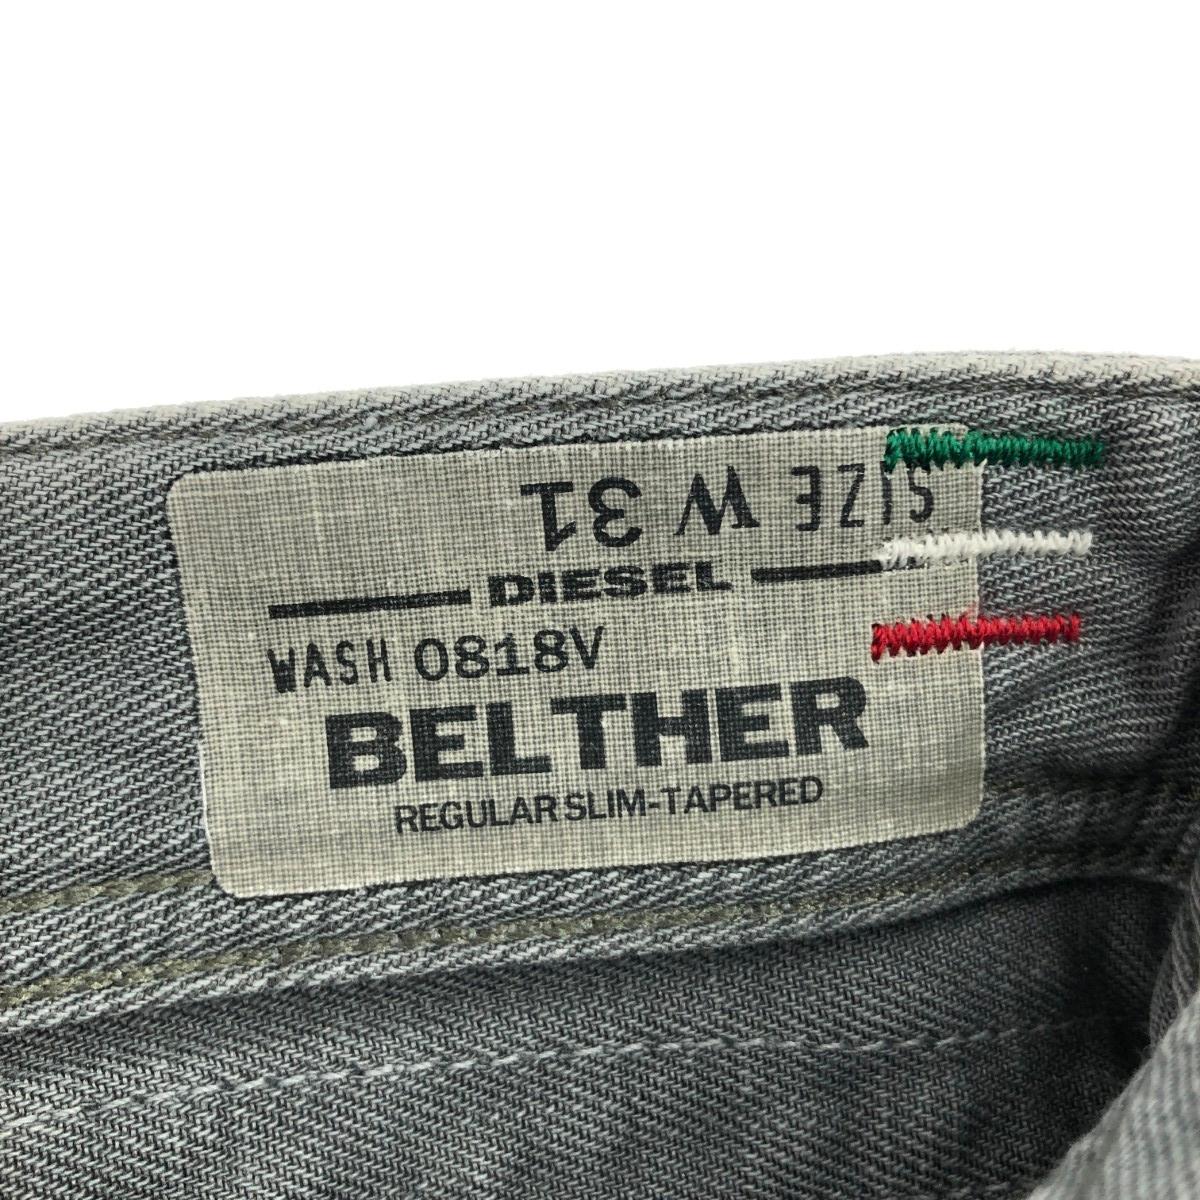 SIZE W 31
DIESEL
WASH 0818V
BELTHER
REGULAR SLIM-TAPERED